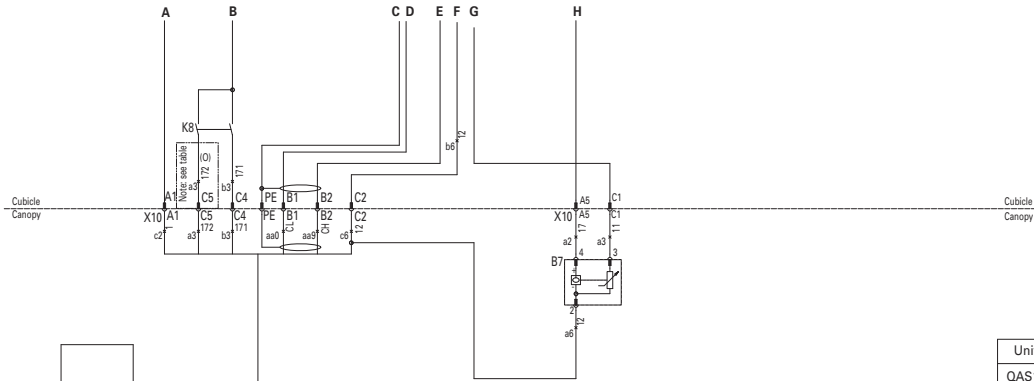 A B C D E F G H
12
b6
K8
Note: see table
(O)
172
171
a3 b3
A1 C5 C4 PE B1 B2 C2 A5 C1
Cubicle Cubicle
Canopy Canopy
X10 A1 C5 C4 PE B1 B2 C2 X10 A5 C1
1 172 171 CL CH 12 17 11
c2 a3 b3 aa0 aa9 c6 a2 a3
B7 4 3
+
-
2
12
a6
Uni
QAS